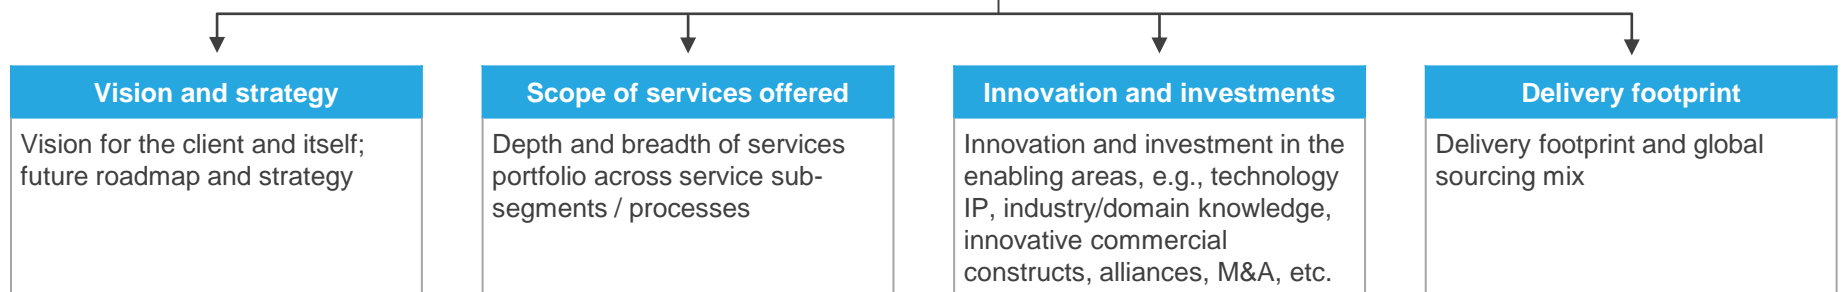 Vision and strategy
Vision for the client and itself;
future roadmap and strategy
Scope of services offered
Depth and breadth of services
portfolio across service sub-
segments / processes
Innovation and investments
Innovation and investment in the
enabling areas, e.g., technology
IP, industry/domain knowledge,
innovative commercial
constructs, alliances, M&A, etc.
Delivery footprint
Delivery footprint and global
sourcing mix